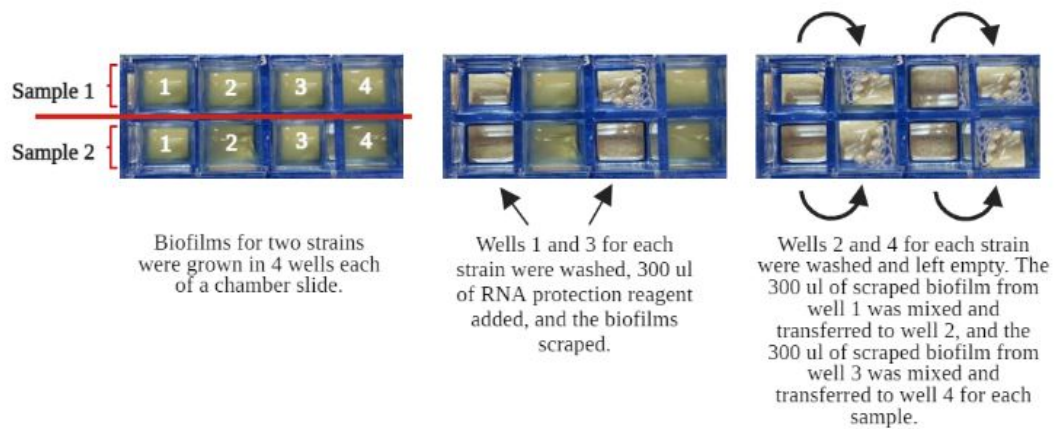 Sample 1
1 2 3 4
Sample 2
1 2 3 4
Biofilms for two strains
were grown in 4 wells each
of a chamber slide.
Wells 1 and 3 for each
strain were washed, 300 ul
of RNA protection reagent
added, and the biofilms
scraped.
Wells 2 and 4 for each strain
were washed and left empty. The
300 ul of scraped biofilm from
well 1 was mixed and
transferred to well 2, and the
300 ul of scraped biofilm from
well 3 was mixed and
transferred to well 4 for each
sample.